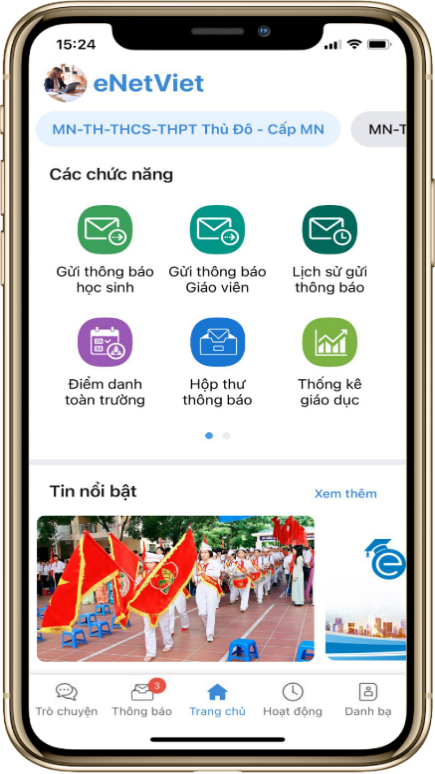 15:24
eNetViet
MN-TH-THCS-THPT Thủ Đô - Cấp MN
MN-T
Các chức năng
Gửi thông báo
học sinh
Gửi thông báo
Giáo viên
Lịch sử gửi
thông báo
Điểm danh
toàn trường
Hộp thư
thông báo
Thống kê
giáo dục
Tin nổi bật
Xem thêm
3
Trò chuyện
Thông báo
Trang chủ
Hoạt động
Danh bạ